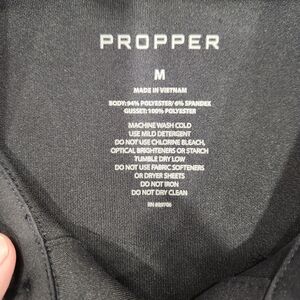 PROPPER
M
MADE IN VIETNAM
BODY: 94% POLYESTER/ 6% SPANDEX
GUSSET: 100% POLYESTER
MACHINE WASH COLD
USE MILD DETERGENT
DO NOT USE CHLORINE BLEACH,
OPTICAL BRIGHTENERS OR STARCH
TUMBLE DRY LOW
DO NOT USE FABRIC SOFTENERS
OR DRYER SHEETS
DO NOT IRON
DO NOT DRY CLEAN
RN